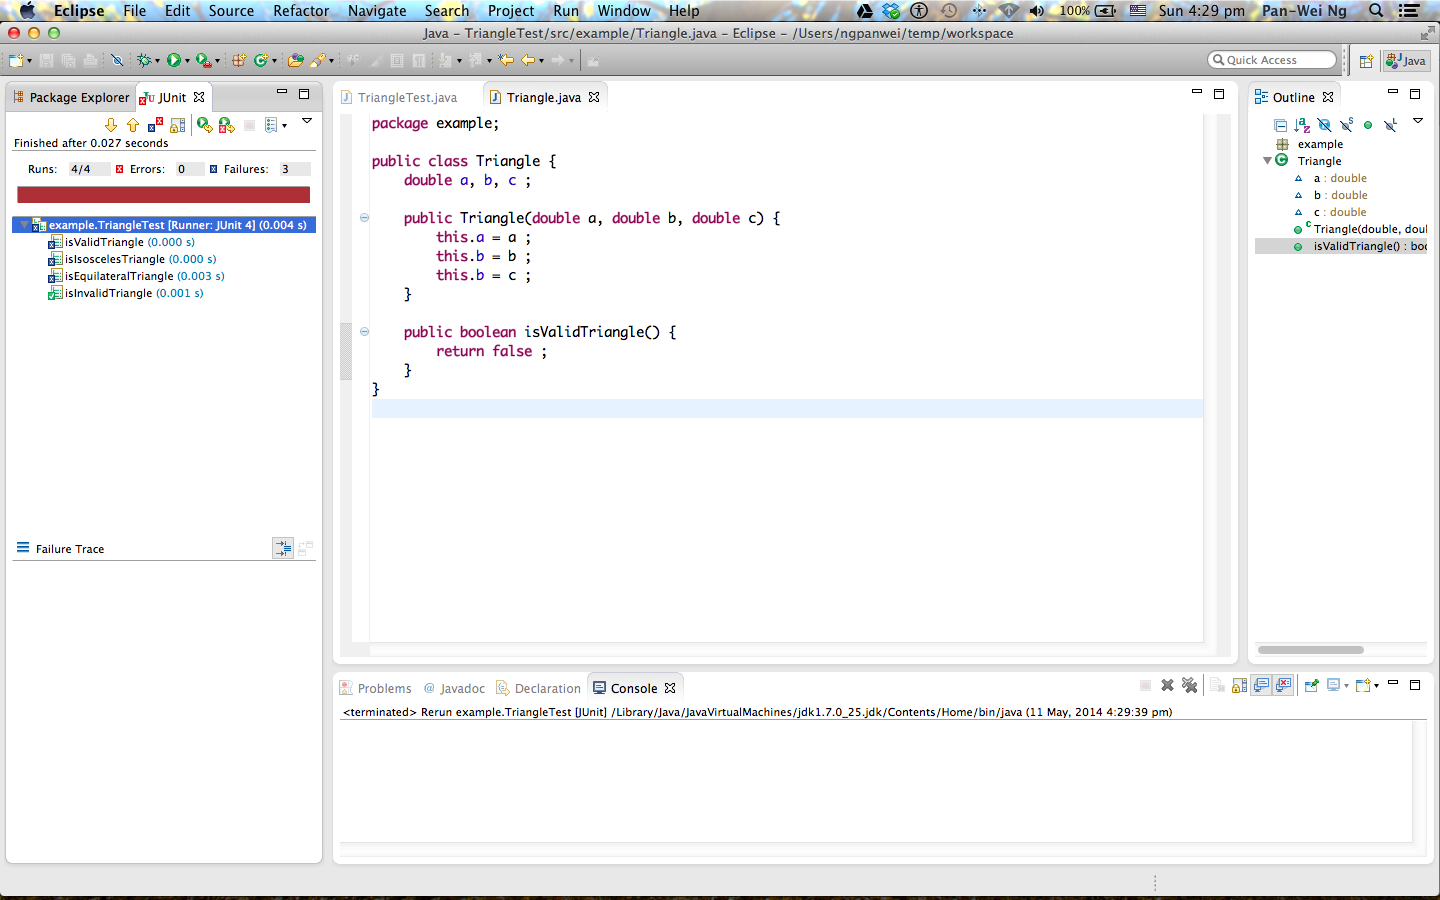 Eclipse File Edit Source Refactor Navigate Search Project Run Window Help 100% Sun 4:29 pm Pan-Wei Ng
Java – TriangleTest/src/example/Triangle.java – Eclipse – /Users/ngpanwei/temp/workspace
Quick Access Java
Package Explorer JUnit
Finished after 0.027 seconds
Runs: 4/4 Errors: 0 Failures: 3
example.TriangleTest [Runner: JUnit 4] (0.004 s)
isValidTriangle (0.000 s)
isIsoscelesTriangle (0.000 s)
isEquilateralTriangle (0.003 s)
isInvalidTriangle (0.001 s)
Failure Trace
TriangleTest.java Triangle.java
package example;
public class Triangle {
double a, b, c ;
public Triangle(double a, double b, double c) {
this.a = a ;
this.b = b ;
this.b = c ;
}
public boolean isValidTriangle() {
return false ;
}
}
Outline
example
Triangle
a : double
b : double
c : double
Triangle(double, doul
isValidTriangle() : boo
Problems @ Javadoc Declaration Console
<terminated> Rerun example.TriangleTest [JUnit] /Library/Java/JavaVirtualMachines/jdk1.7.0_25.jdk/Contents/Home/bin/java (11 May, 2014 4:29:39 pm)